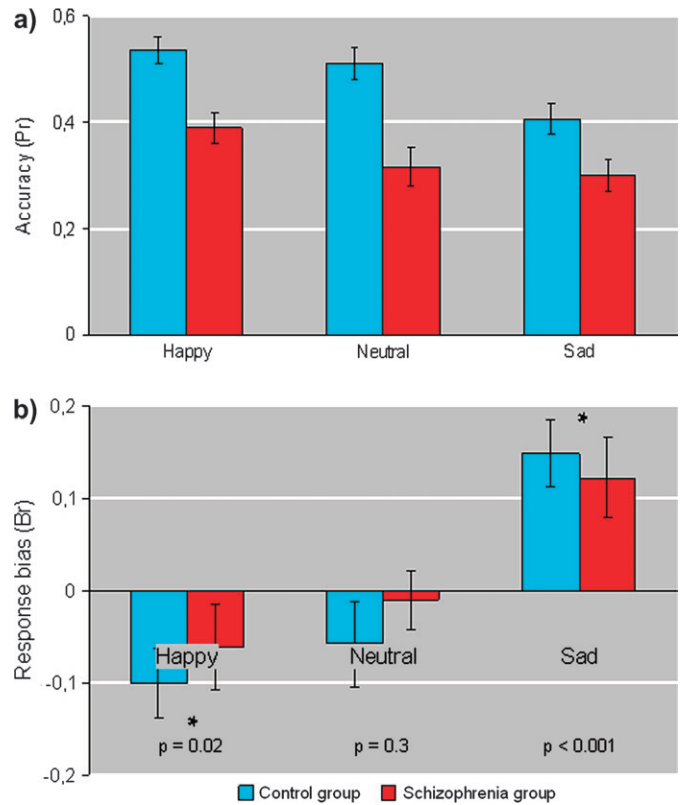 a)
0,6
0,4
0,2
0
Accuracy (Pr)
Happy Neutral Sad
b)
0,2
0,1
0
-0,1
-0,2
Response bias (Br)
*
Happy Neutral Sad
*
p = 0.02 p = 0.3 p < 0.001
Control group Schizophrenia group